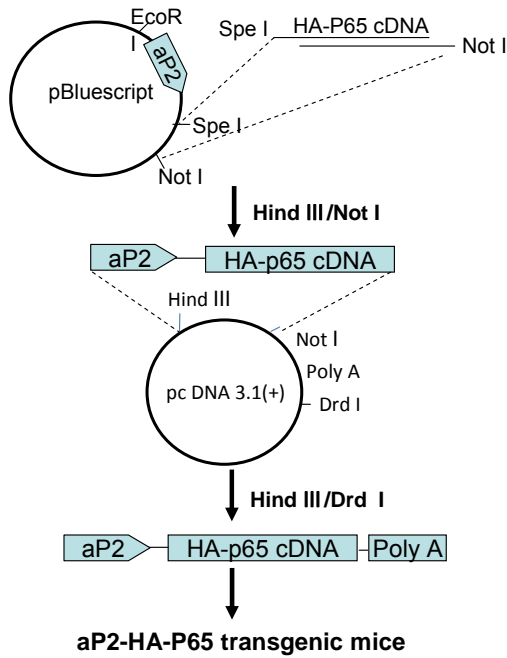 EcoR
I
aP2
pBluescript
Spe I
HA-P65 cDNA
Not I
Spe I
Not I
Hind III/Not I
aP2
HA-p65 cDNA
Hind III
Not I
Poly A
pc DNA 3.1(+)
Drd I
Hind III/Drd I
aP2
HA-p65 cDNA
Poly A
aP2-HA-P65 transgenic mice